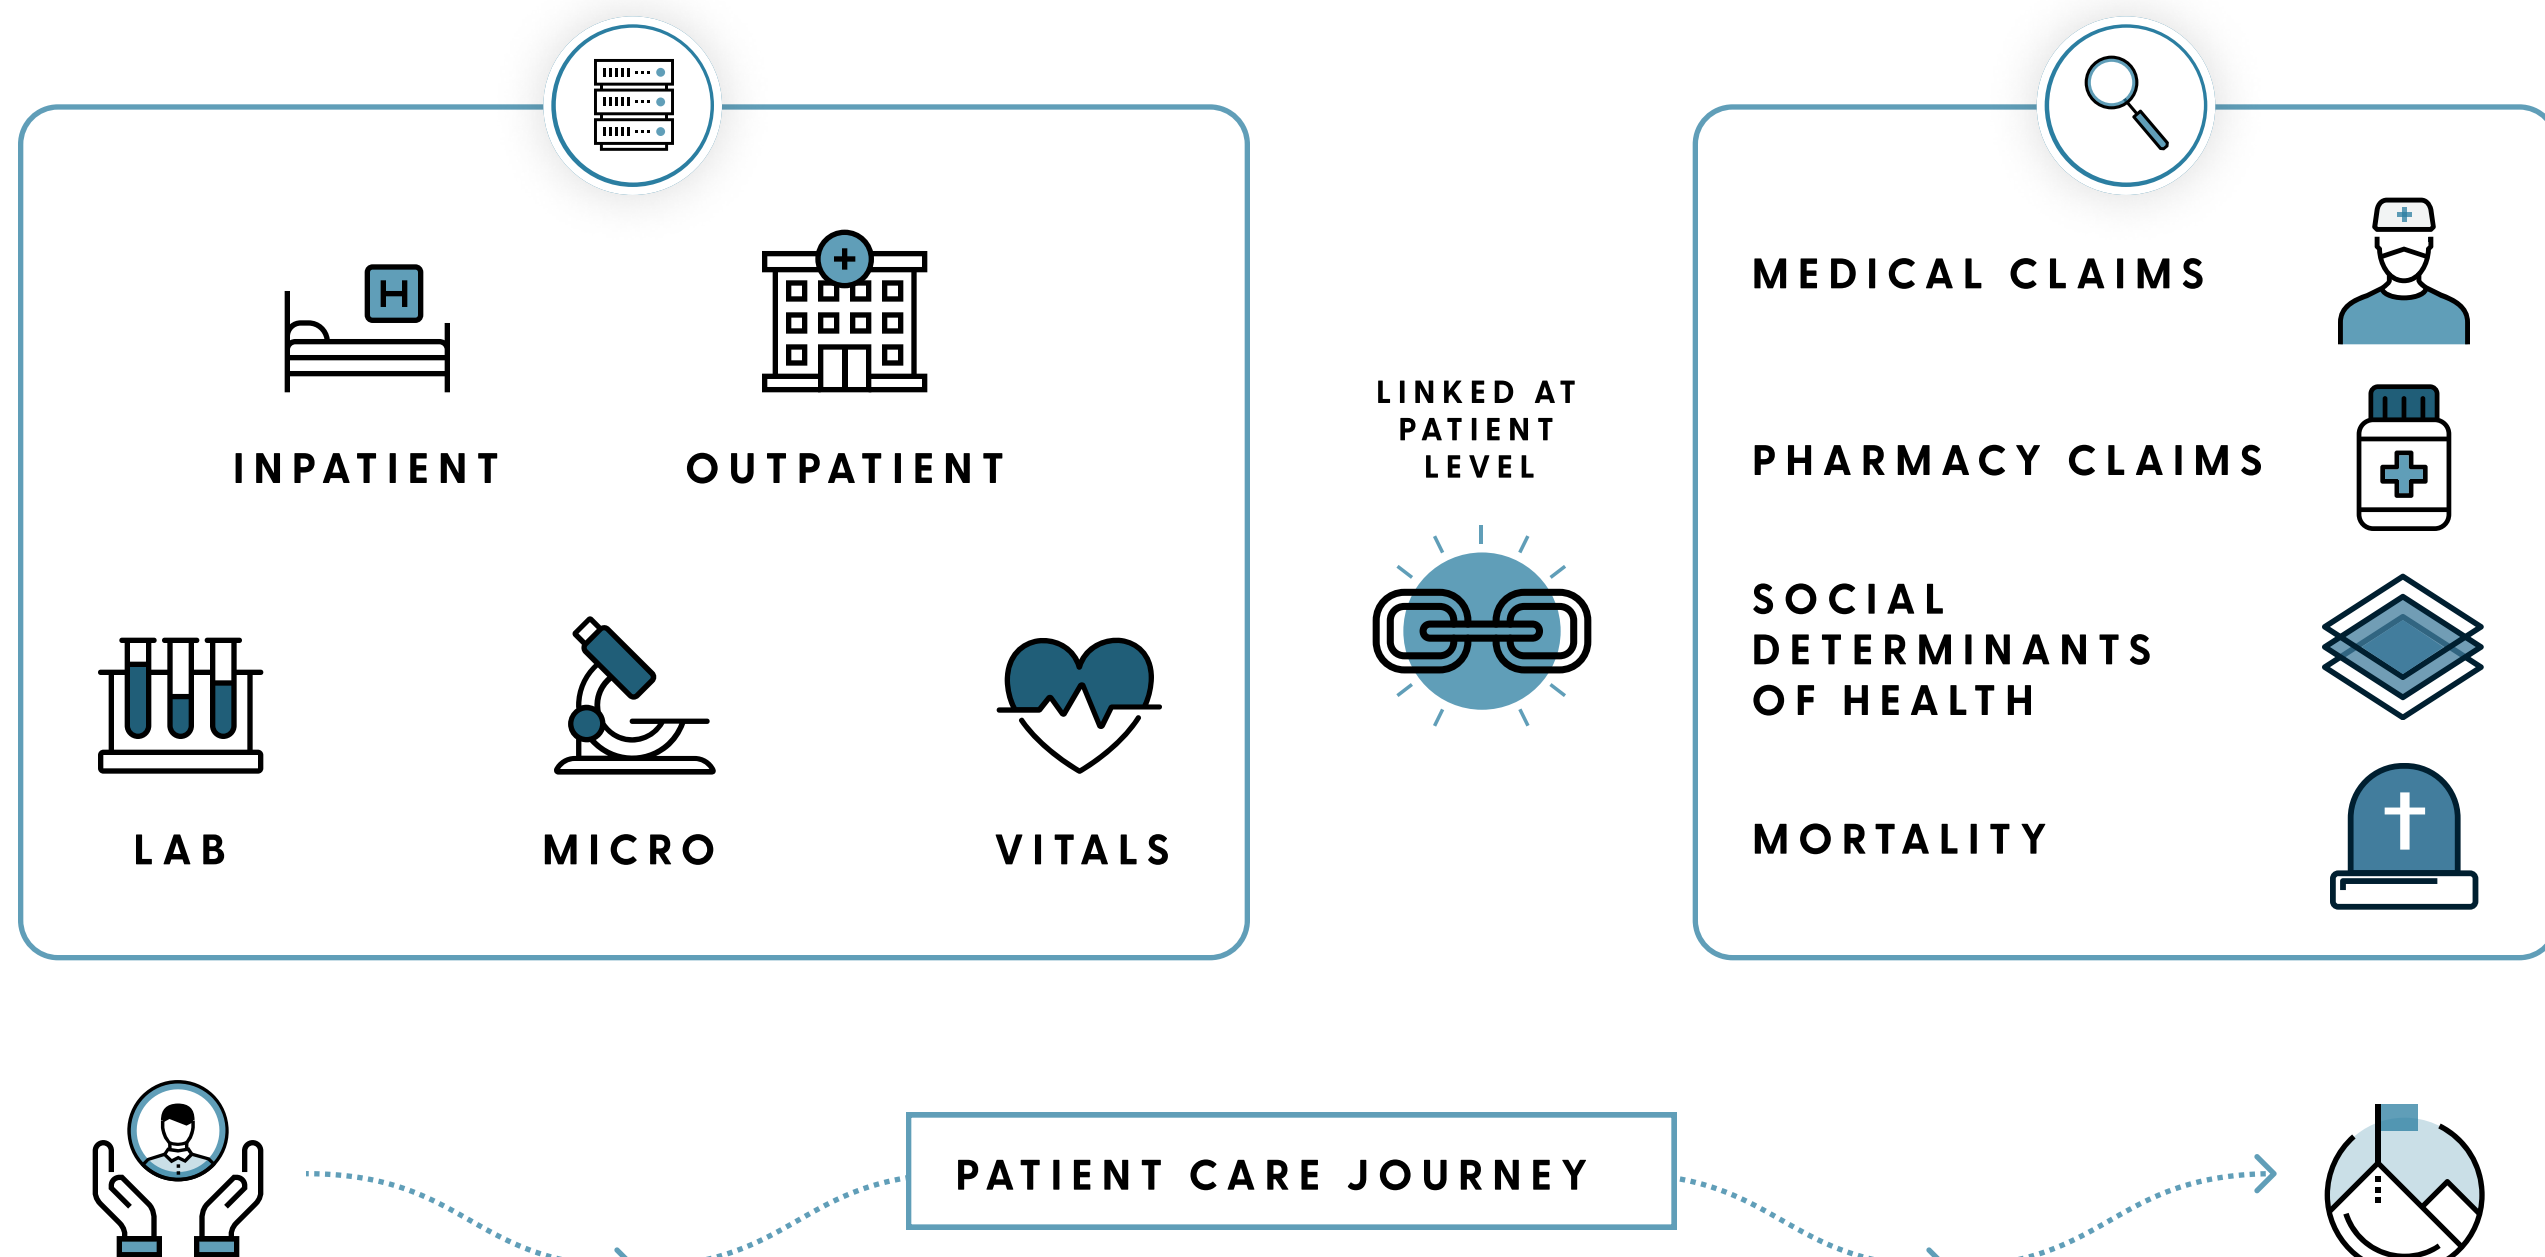 H
INPATIENT
OUTPATIENT
LAB
MICRO
VITALS
LINKED AT
PATIENT
LEVEL
MEDICAL CLAIMS
PHARMACY CLAIMS
SOCIAL
DETERMINANTS
OF HEALTH
MORTALITY
PATIENT CARE JOURNEY